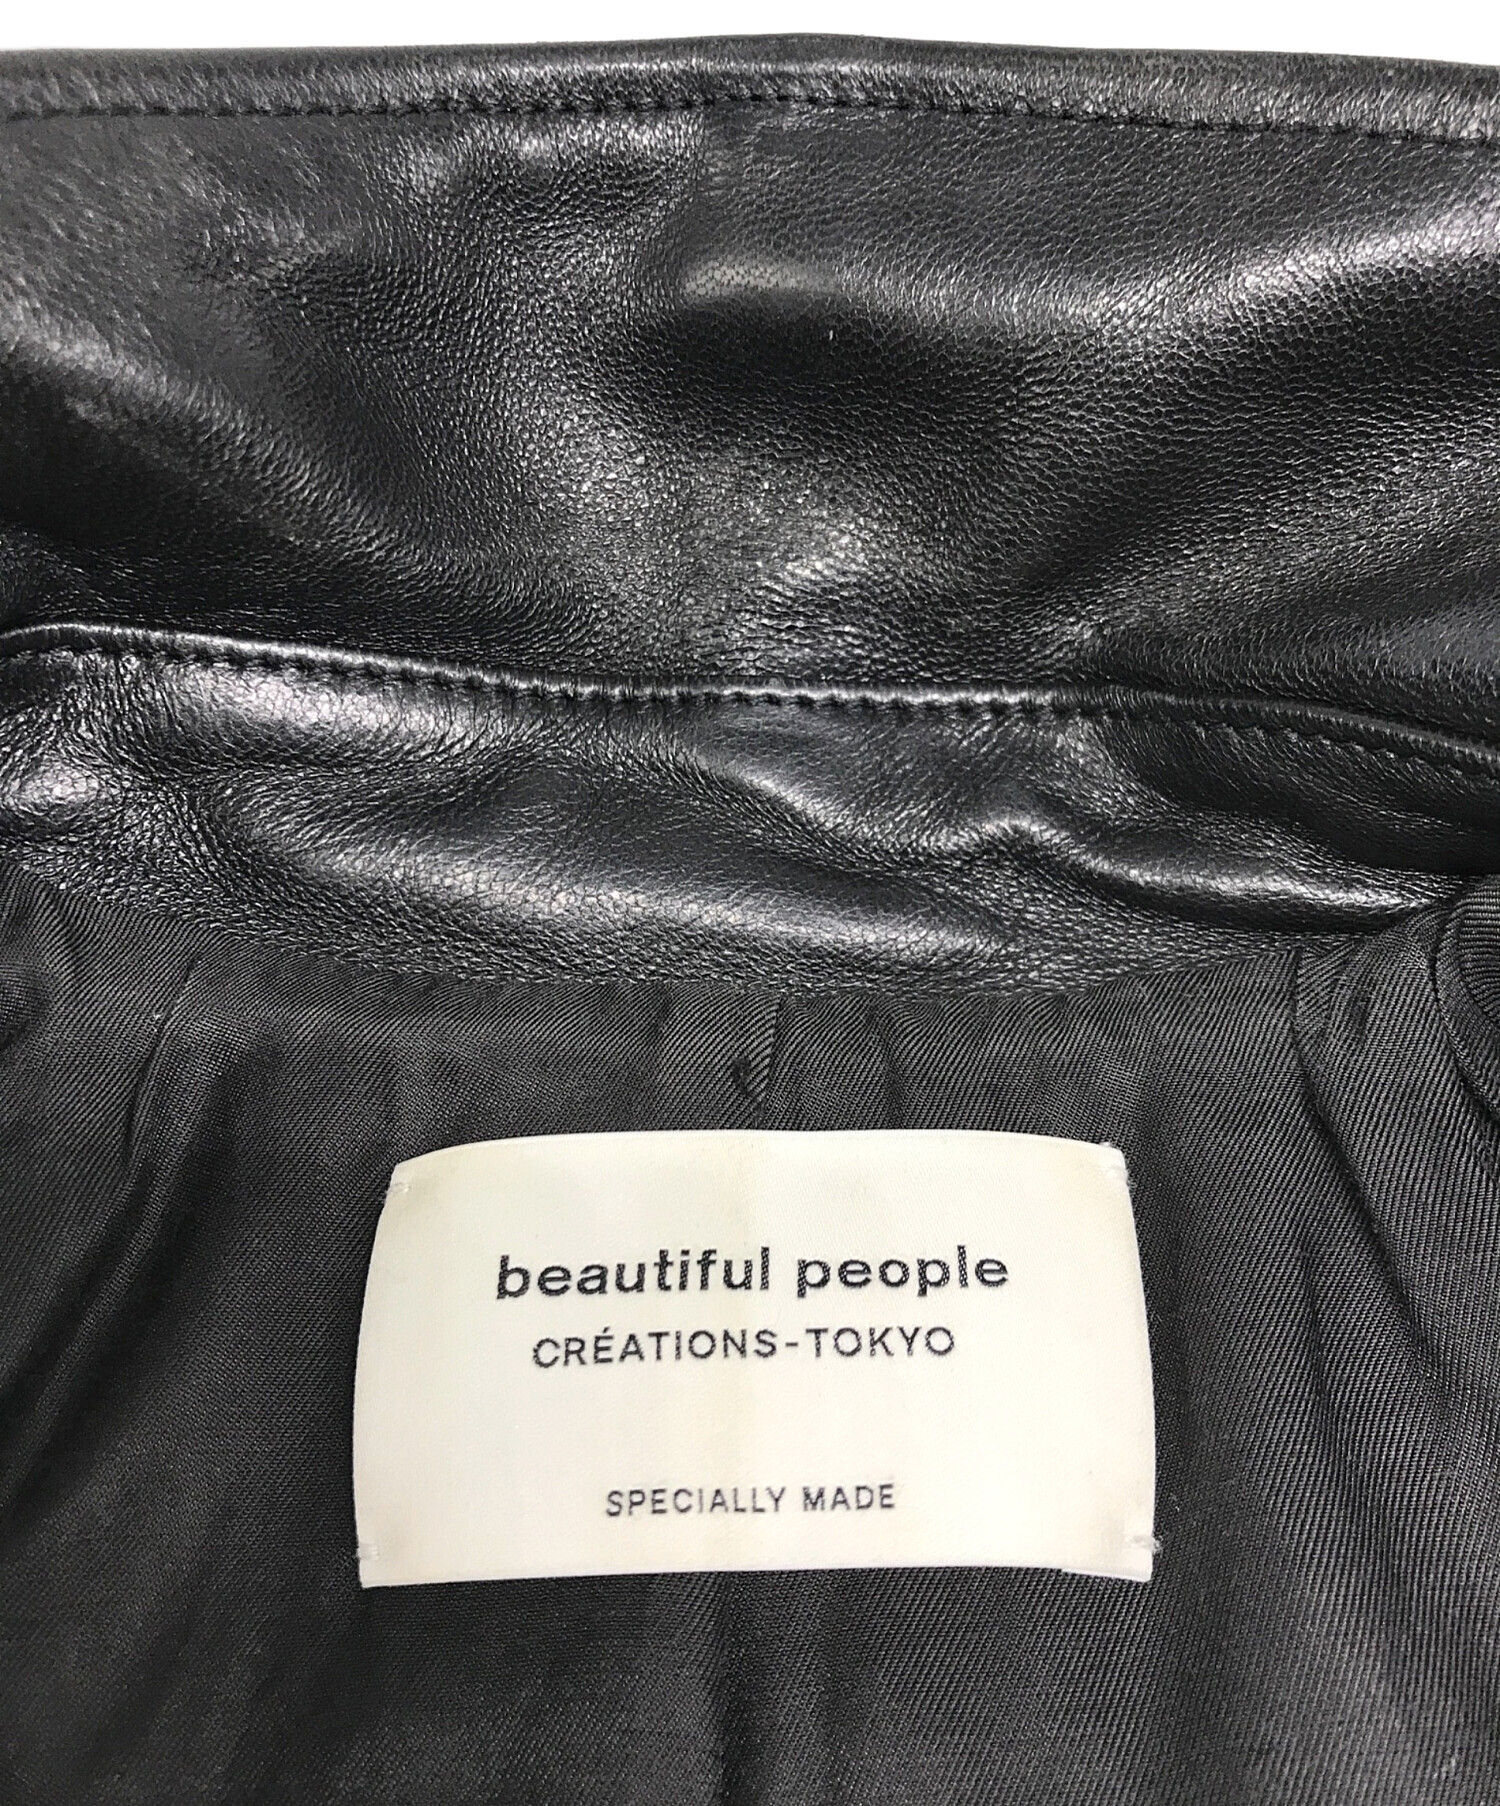 beautiful people
CRÉATIONS-TOKYO
SPECIALLY MADE